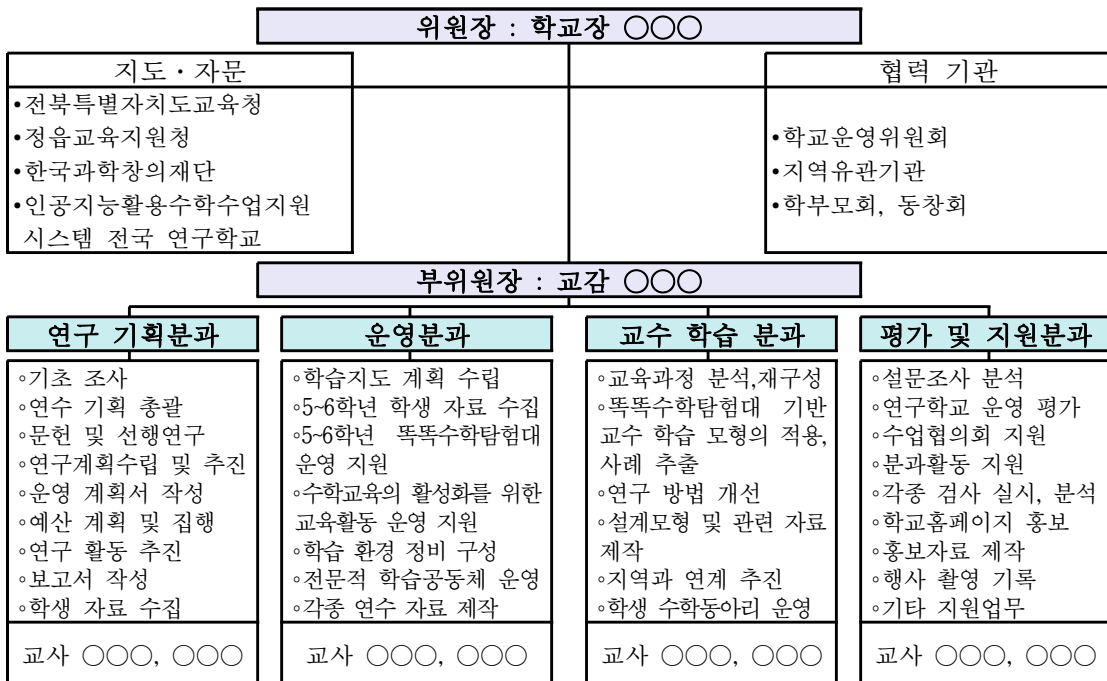 위원장 : 학교장 ○○○
지도·자문
•전북특별자치도교육청
•정읍교육지원청
•한국과학창의재단
•인공지능활용수학수업지원
시스템 전국 연구학교
협력 기관
•학교운영위원회
•지역유관기관
•학부모회, 동창회
부위원장 : 교감 ○○○
연구 기획분과
◦기초 조사
◦연수 기획 총괄
◦문헌 및 선행연구
◦연구계획수립 및 추진
◦운영 계획서 작성
◦예산 계획 및 집행
◦연구 활동 추진
◦보고서 작성
◦학생 자료 수집
교사 ○○○, ○○○
운영분과
◦학습지도 계획 수립
◦5~6학년 학생 자료 수집
◦5~6학년 똑똑수학탐험대
운영 지원
◦수학교육의 활성화를 위한
교육활동 운영 지원
◦학습 환경 정비 구성
◦전문적 학습공동체 운영
◦각종 연수 자료 제작
교사 ○○○, ○○○
교수 학습 분과
◦교육과정 분석,재구성
◦똑똑수학탐험대 기반
교수 학습 모형의 적용,
사례 추출
◦연구 방법 개선
◦설계모형 및 관련 자료
제작
◦지역과 연계 추진
◦학생 수학동아리 운영
교사 ○○○, ○○○
평가 및 지원분과
◦설문조사 분석
◦연구학교 운영 평가
◦수업협의회 지원
◦분과활동 지원
◦각종 검사 실시, 분석
◦학교홈페이지 홍보
◦홍보자료 제작
◦행사 촬영 기록
◦기타 지원업무
교사 ○○○, ○○○